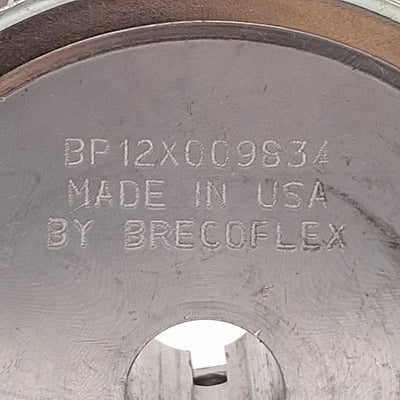 BP12X009834
MADE IN USA
BY BRECOFLEX